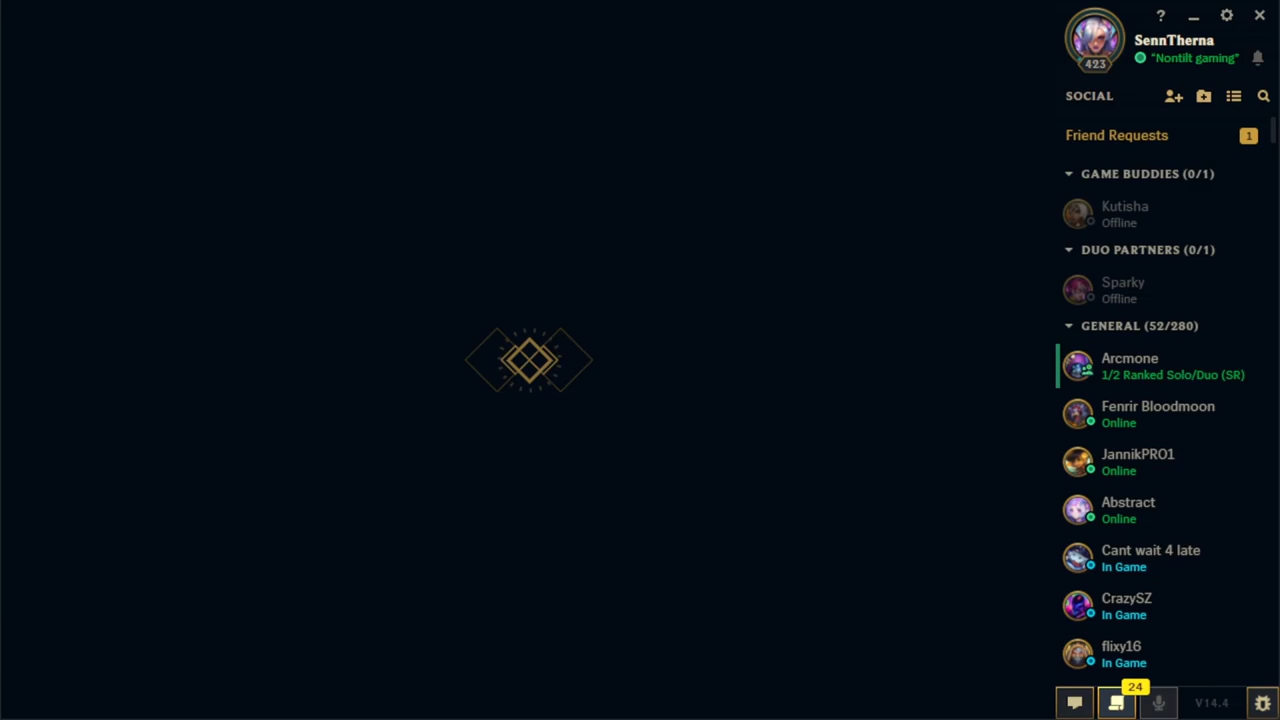 ?
SennTherna
423
"Nontilt gaming"
SOCIAL
Friend Requests
1
GAME BUDDIES (0/1)
Kutisha
Offline
DUO PARTNERS (0/1)
Sparky
Offline
GENERAL (52/280)
Arcmone
1/2 Ranked Solo/Duo (SR)
Fenrir Bloodmoon
Online
JannikPRO1
Online
Abstract
Online
Cant wait 4 late
In Game
CrazySZ
In Game
flixy16
In Game
24
V14.4